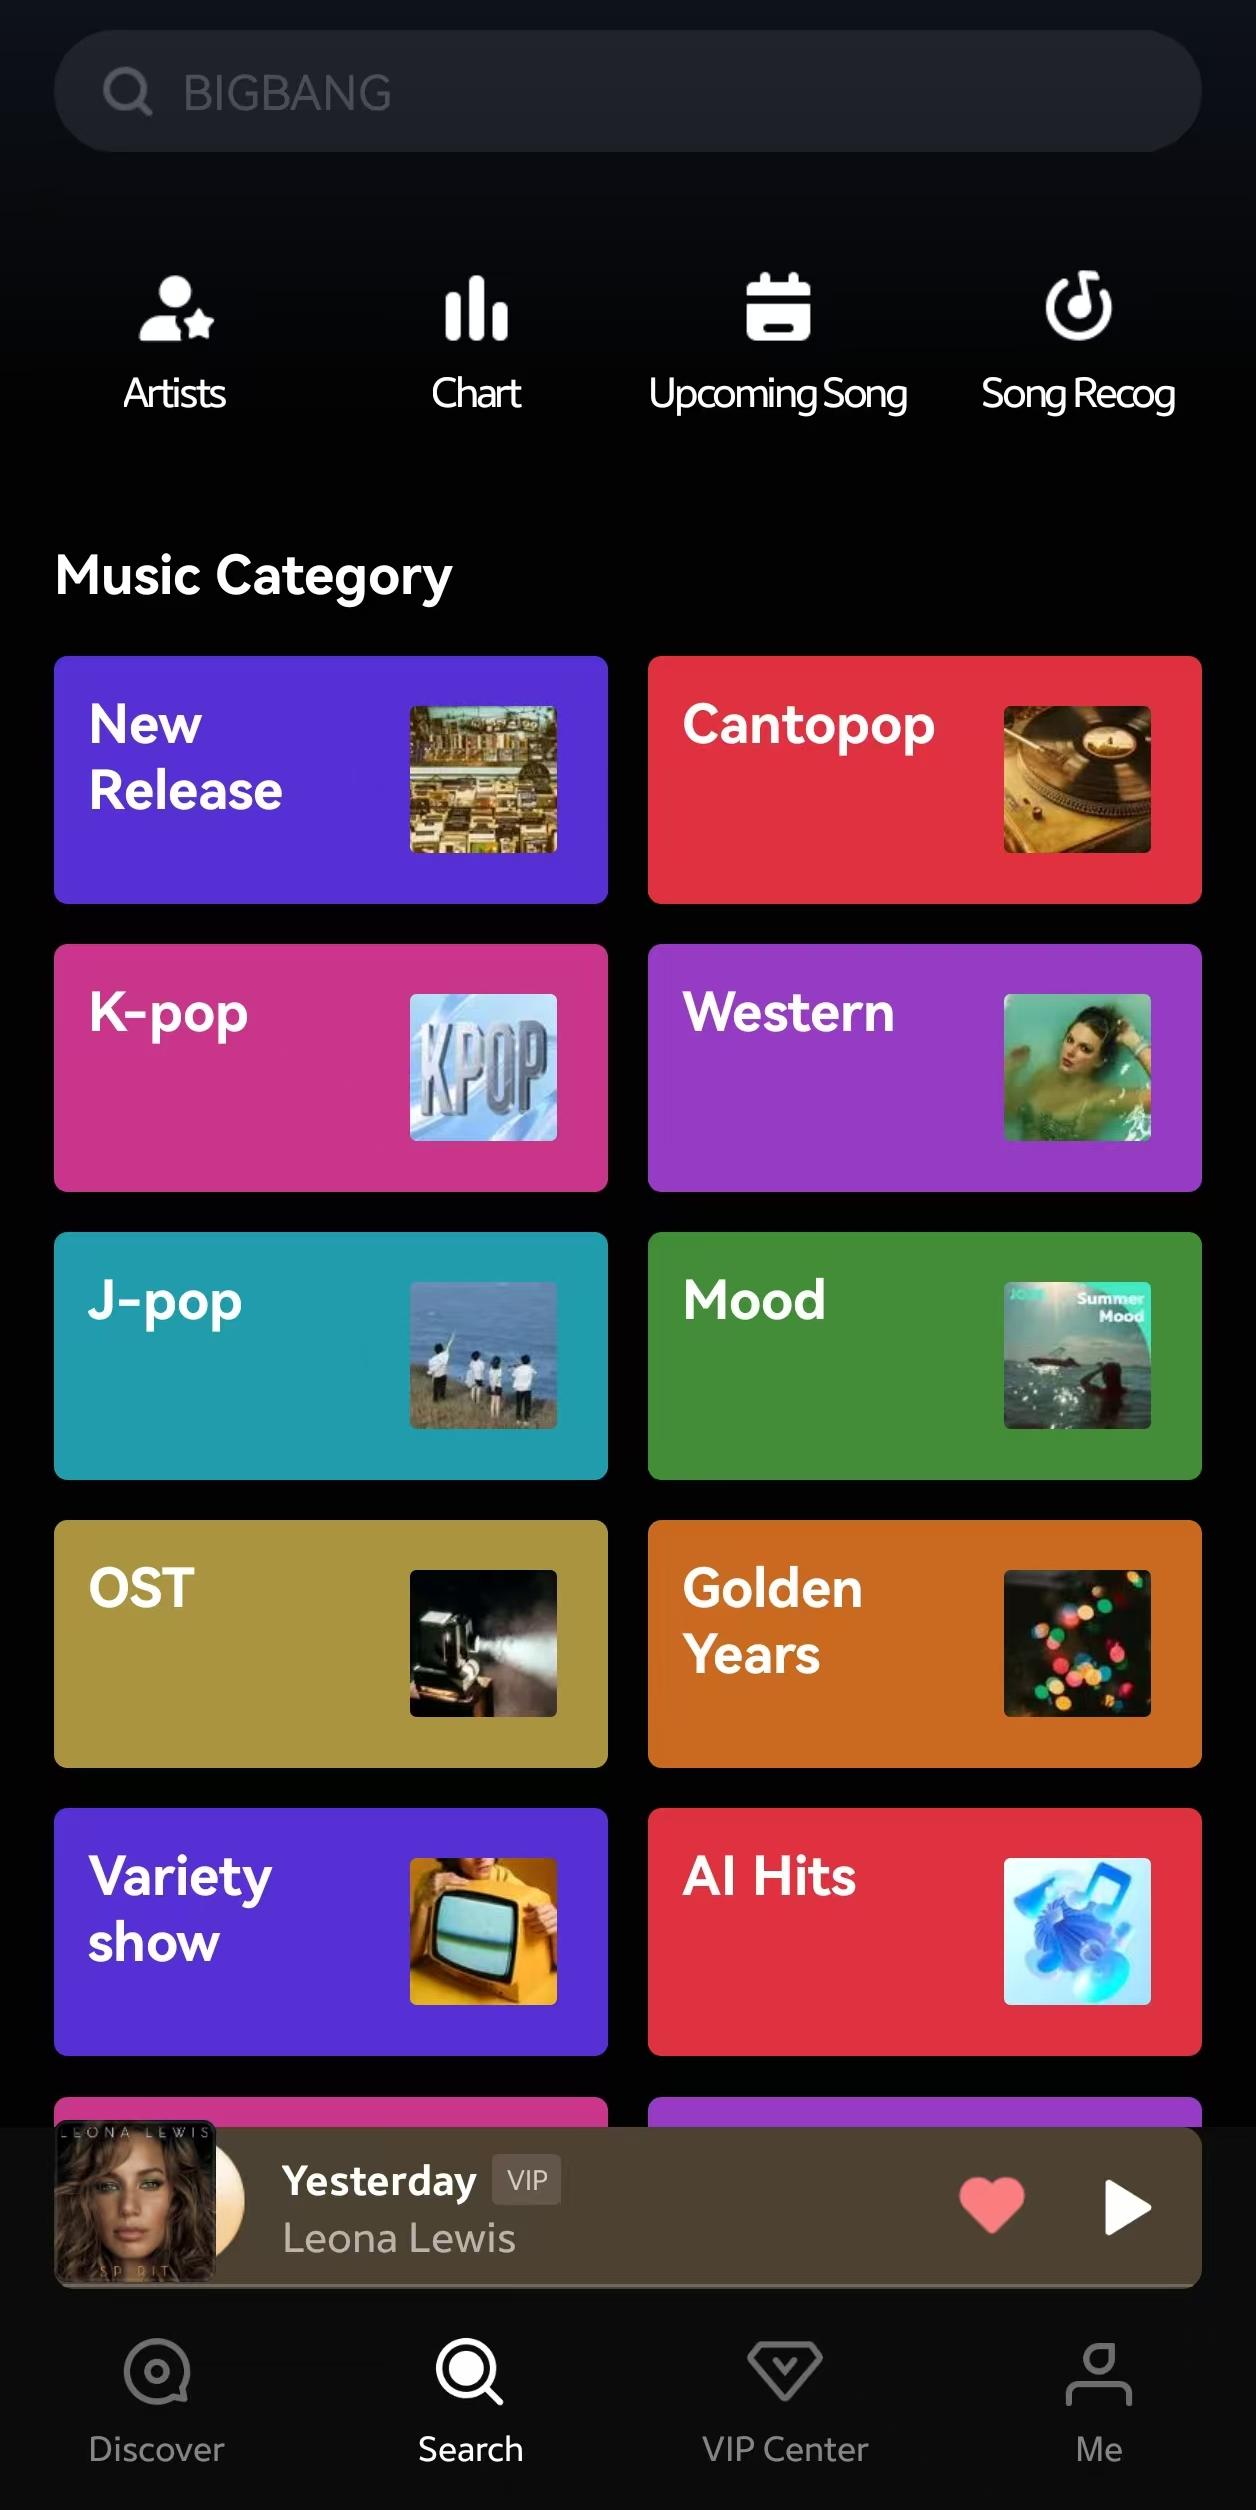 BIGBANG
Artists
Chart
Upcoming Song
Song Recog
Music Category
New
Release
Cantopop
K-pop
KPOP
Western
J-pop
Mood
Summer
Mood
OST
Golden
Years
Variety
show
AI Hits
LEONA LEWIS
SPIRIT
Yesterday VIP
Leona Lewis
Discover
Search
VIP Center
Me